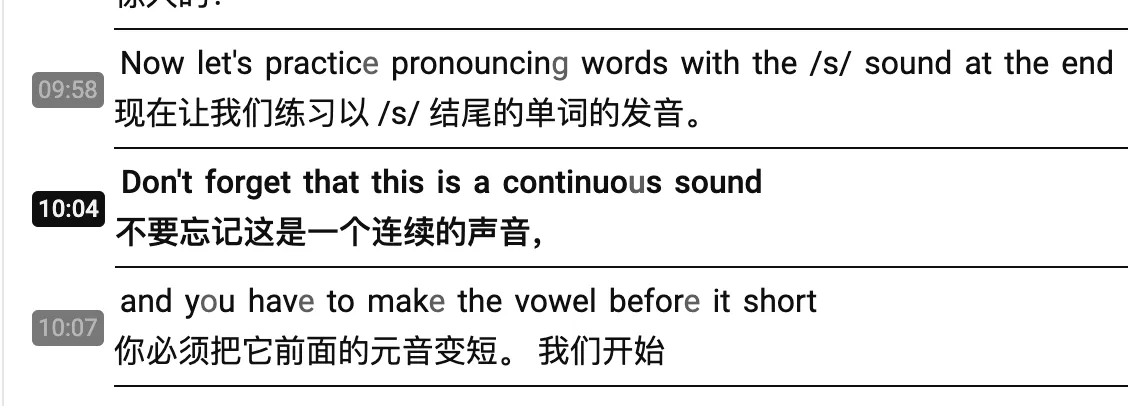 09:58
Now let's practice pronouncing words with the /s/ sound at the end
现在让我们练习以 /s/ 结尾的单词的发音。
10:04
Don't forget that this is a continuous sound
不要忘记这是一个连续的声音，
10:07
and you have to make the vowel before it short
你必须把它前面的元音变短。 我们开始